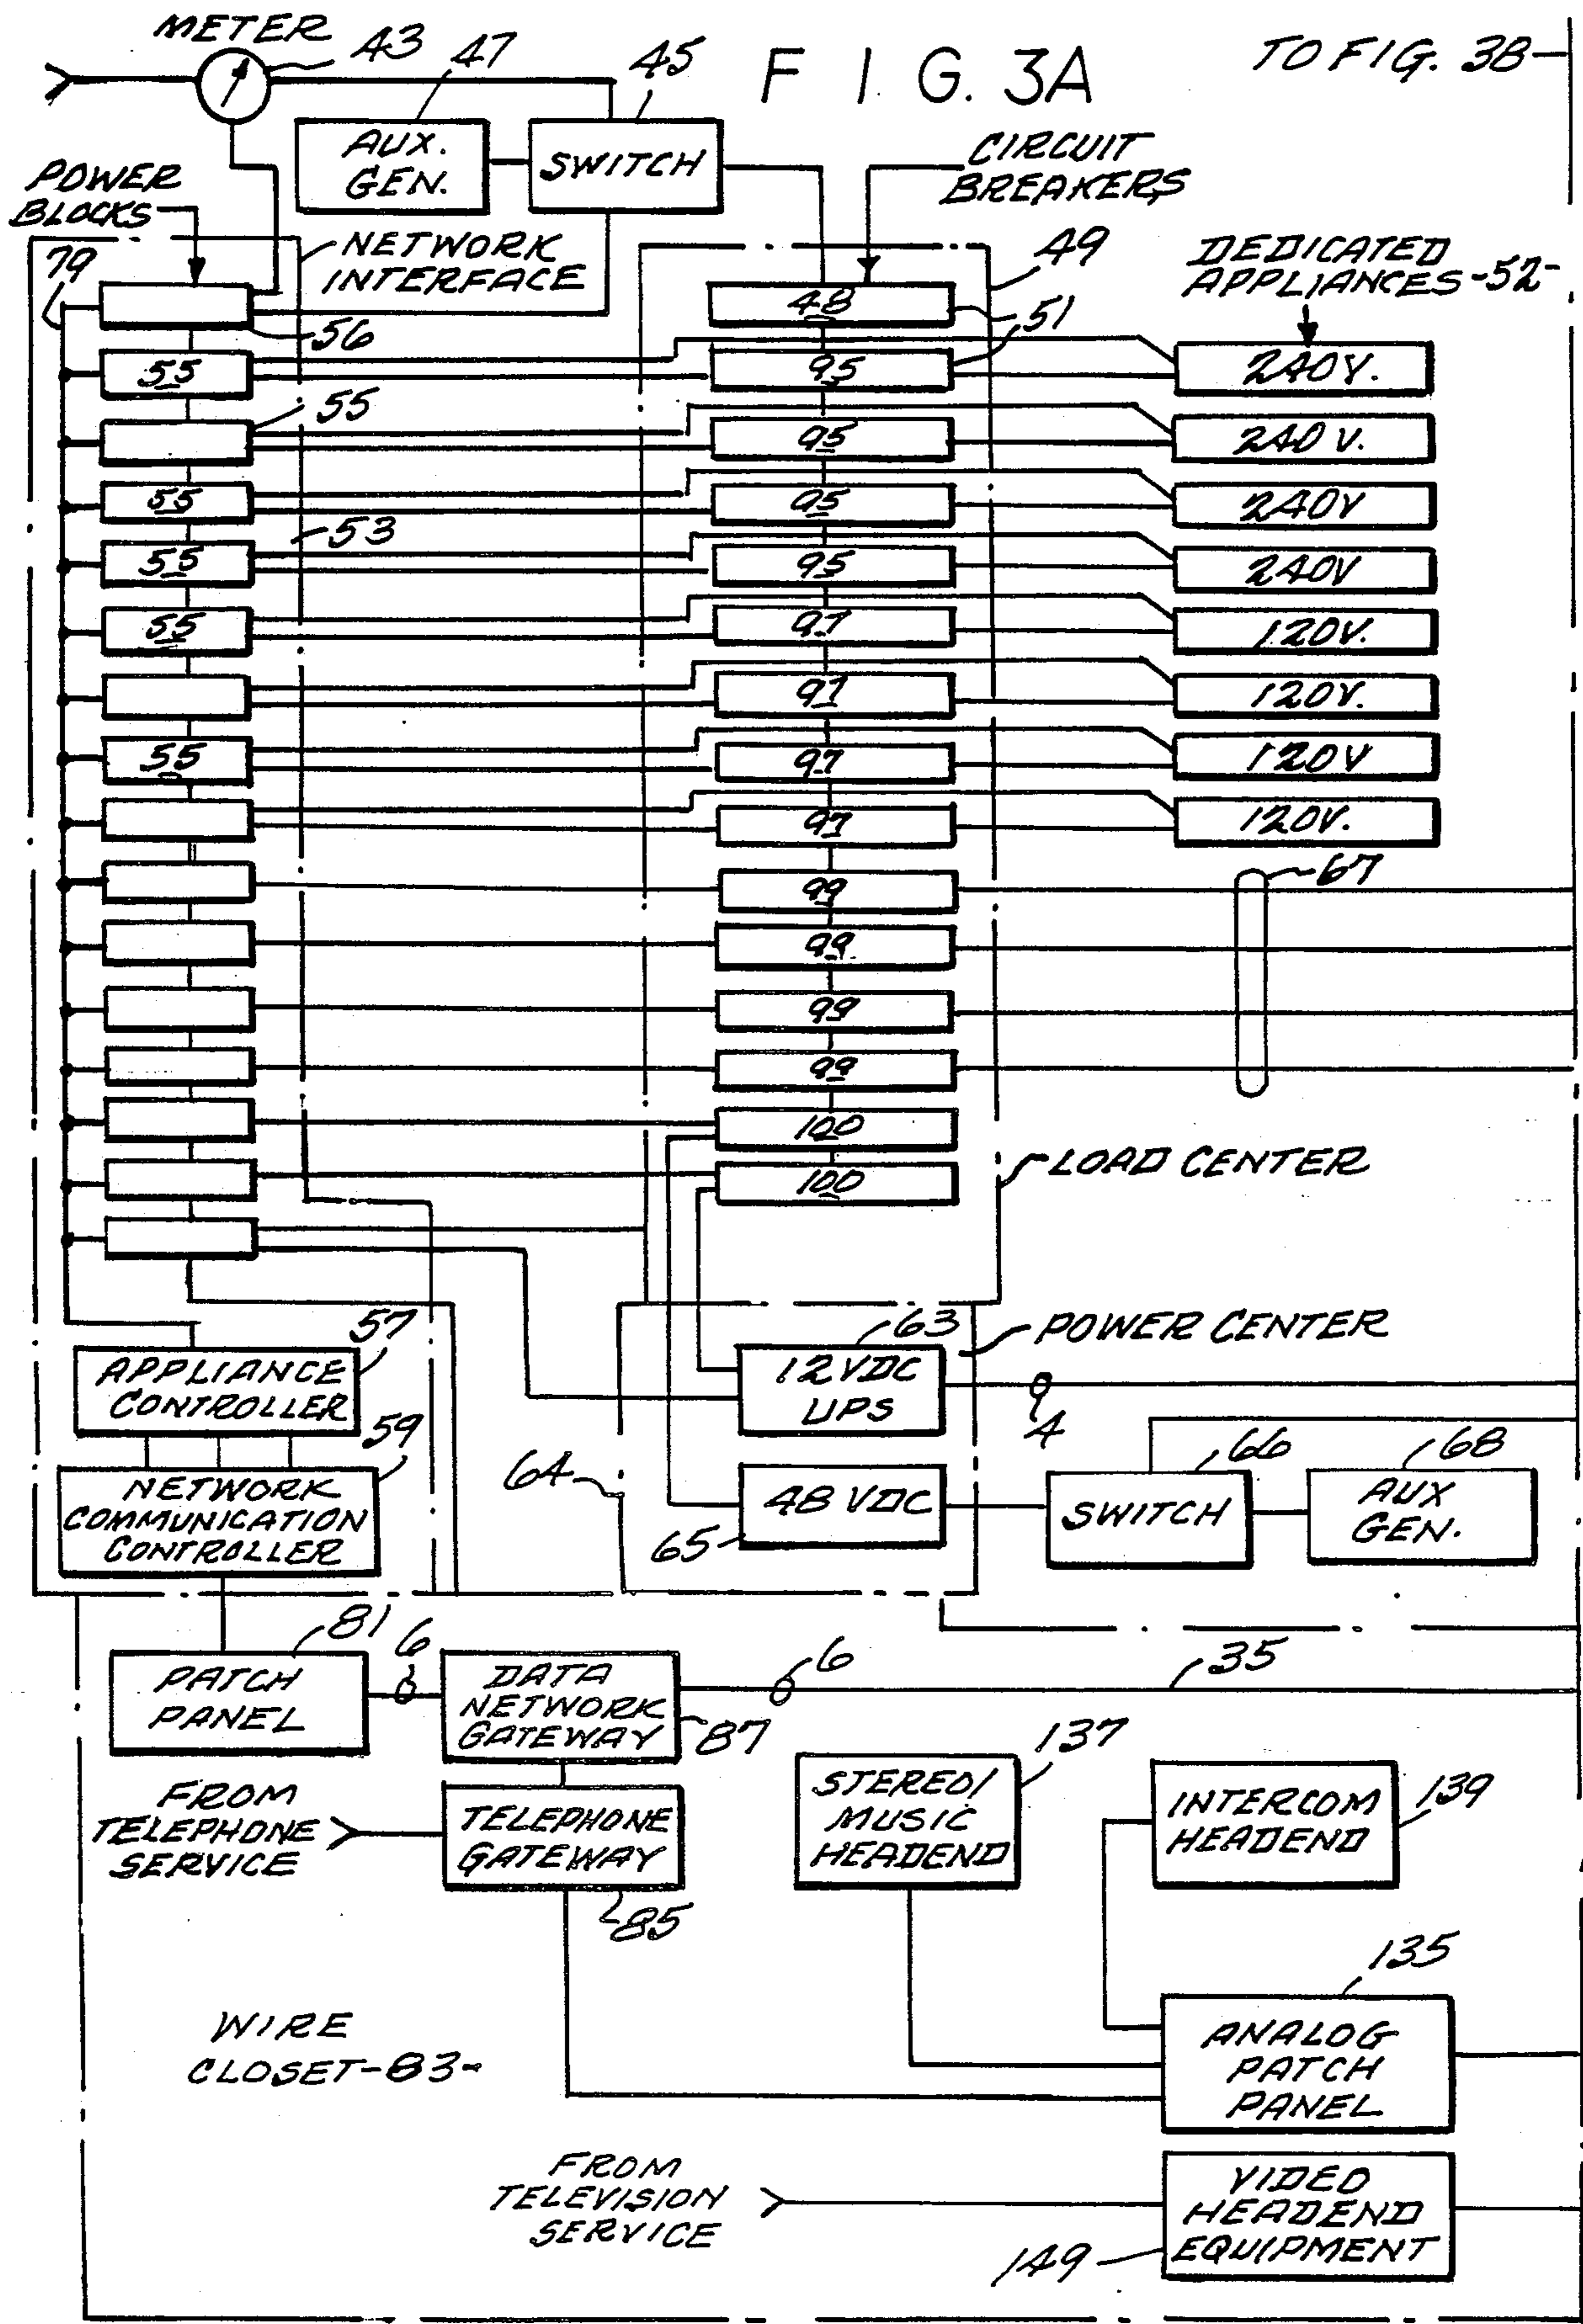 METER
43
47
45
F I G. 3A
TO FIG. 3B
AUX.
GEN.
SWITCH
CIRCUIT
BREAKERS
POWER
BLOCKS
79
NETWORK
INTERFACE
49
DEDICATED
APPLIANCES-52-
56
48
51
55
95
240V.
55
95
240V.
55
95
240V
53
55
95
240V
55
97
120V.
97
120V.
55
97
120V
97
120V.
67
99
99
99
99
100
100
LOAD CENTER
57
63
POWER CENTER
APPLIANCE
CONTROLLER
12VDC
UPS
4
59
64
66
68
NETWORK
COMMUNICATION
CONTROLLER
48 VDC
65
SWITCH
AUX
GEN.
81
6
6
35
PATCH
PANEL
DATA
NETWORK
GATEWAY
87
137
FROM
TELEPHONE
SERVICE
TELEPHONE
GATEWAY
85
STEREO/
MUSIC
HEADEND
INTERCOM
HEADEND
139
135
WIRE
CLOSET-83-
ANALOG
PATCH
PANEL
FROM
TELEVISION
SERVICE
VIDEO
HEADEND
EQUIPMENT
149